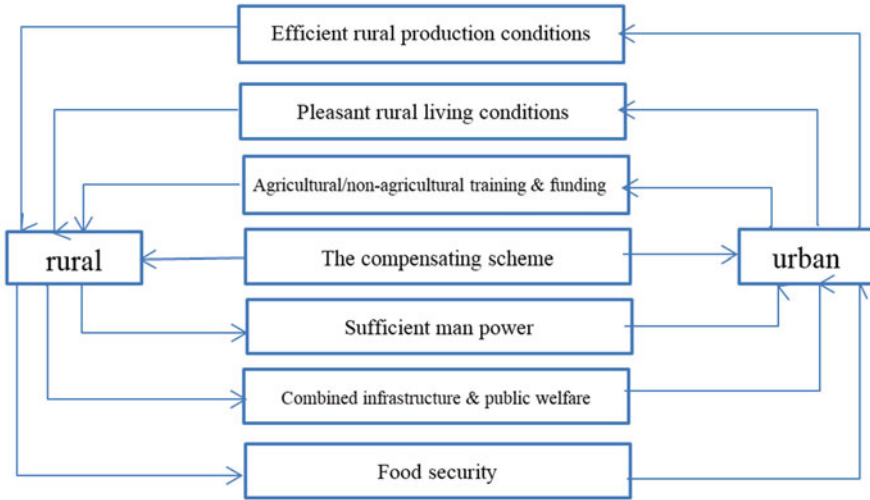 Efficient rural production conditions
Pleasant rural living conditions
Agricultural/non-agricultural training & funding
rural
The compensating scheme
urban
Sufficient man power
Combined infrastructure & public welfare
Food security